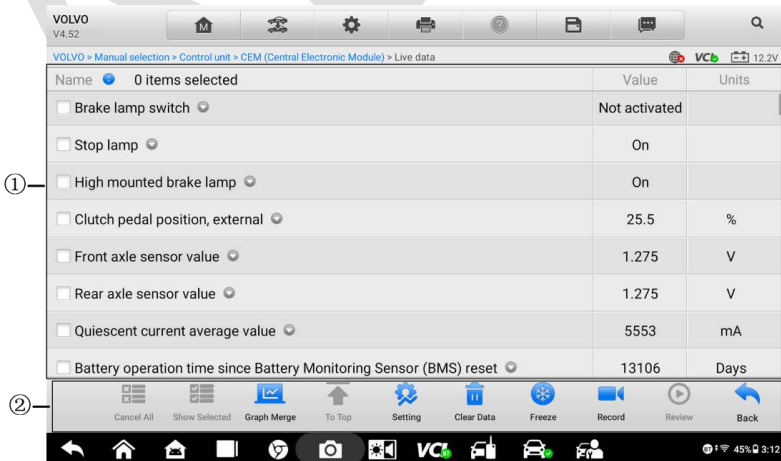 VOLVO
V4.52
VOLVO > Manual selection > Control unit > CEM (Central Electronic Module) > Live data
VCI 12.2V
Name 0 items selected Value Units
Brake lamp switch Not activated
Stop lamp On
① High mounted brake lamp On
Clutch pedal position, external 25.5 %
Front axle sensor value 1.275 V
Rear axle sensor value 1.275 V
Quiescent current average value 5553 mA
Battery operation time since Battery Monitoring Sensor (BMS) reset 13106 Days
②
Cancel All Show Selected Graph Merge To Top Setting Clear Data Freeze Record Review Back
VCI 45% 3:12